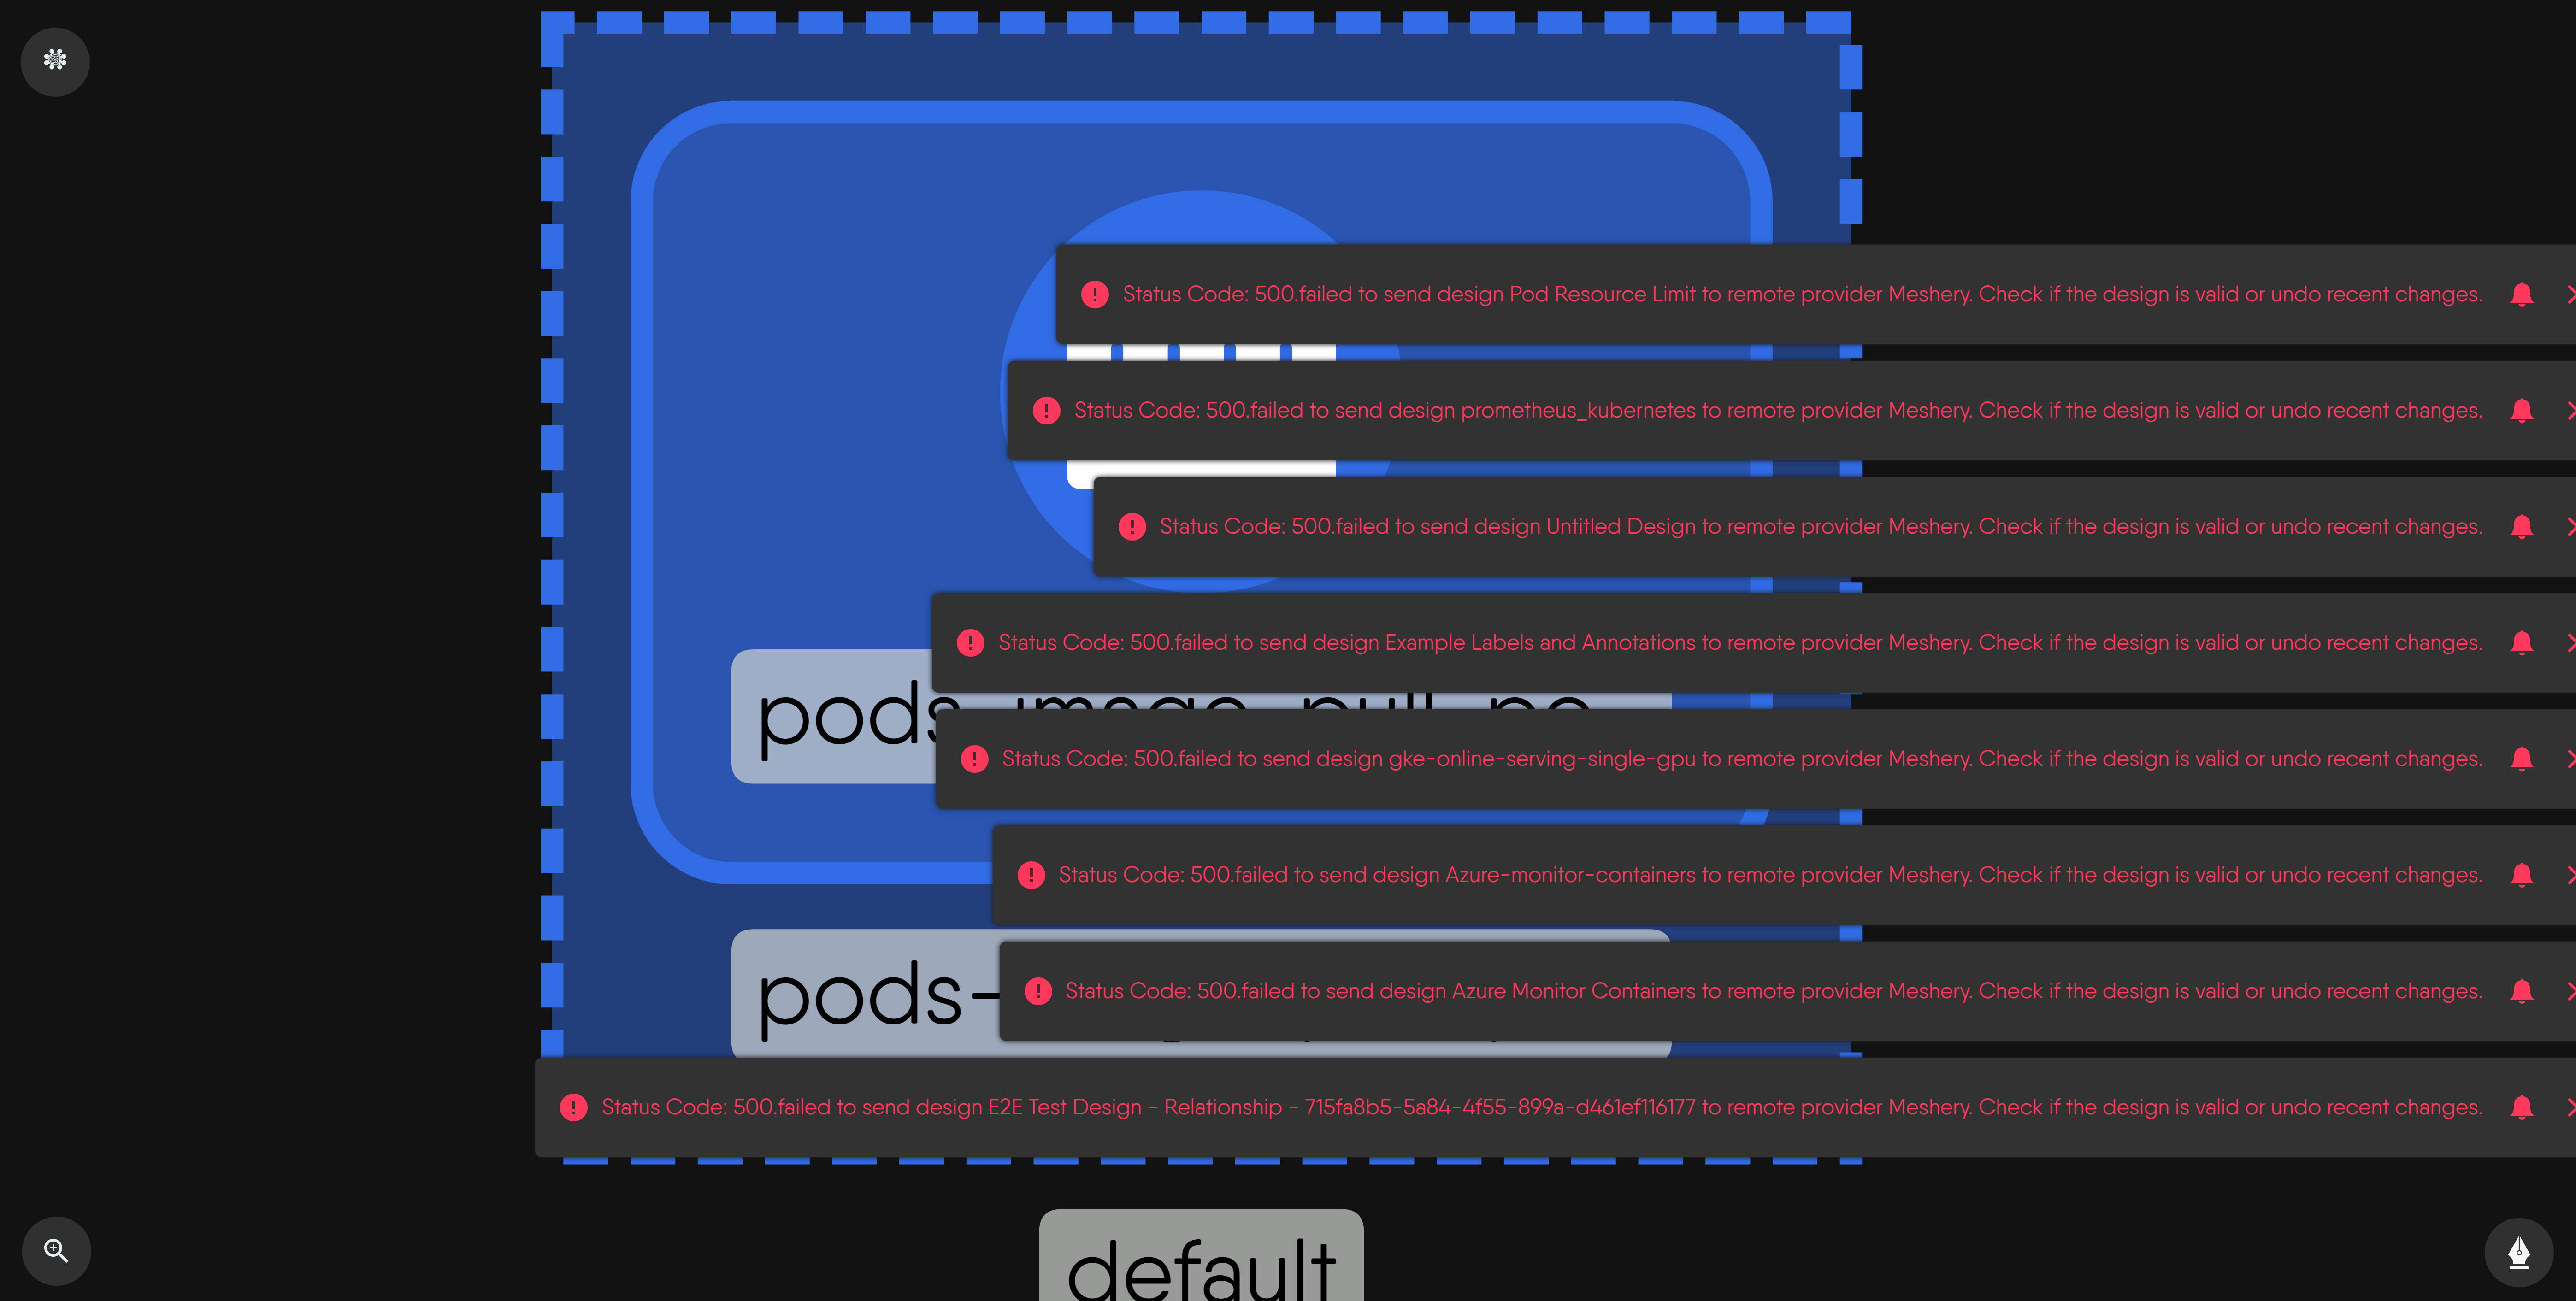 Status Code: 500.failed to send design Pod Resource Limit to remote provider Meshery. Check if the design is valid or undo recent changes.
Status Code: 500.failed to send design prometheus_kubernetes to remote provider Meshery. Check if the design is valid or undo recent changes.
Status Code: 500.failed to send design Untitled Design to remote provider Meshery. Check if the design is valid or undo recent changes.
Status Code: 500.failed to send design Example Labels and Annotations to remote provider Meshery. Check if the design is valid or undo recent changes.
pods-image-pull-po...
Status Code: 500.failed to send design gke-online-serving-single-gpu to remote provider Meshery. Check if the design is valid or undo recent changes.
Status Code: 500.failed to send design Azure-monitor-containers to remote provider Meshery. Check if the design is valid or undo recent changes.
pods-
Status Code: 500.failed to send design Azure Monitor Containers to remote provider Meshery. Check if the design is valid or undo recent changes.
Status Code: 500.failed to send design E2E Test Design - Relationship - 715fa8b5-5a84-4f55-899a-d461ef116177 to remote provider Meshery. Check if the design is valid or undo recent changes.
default